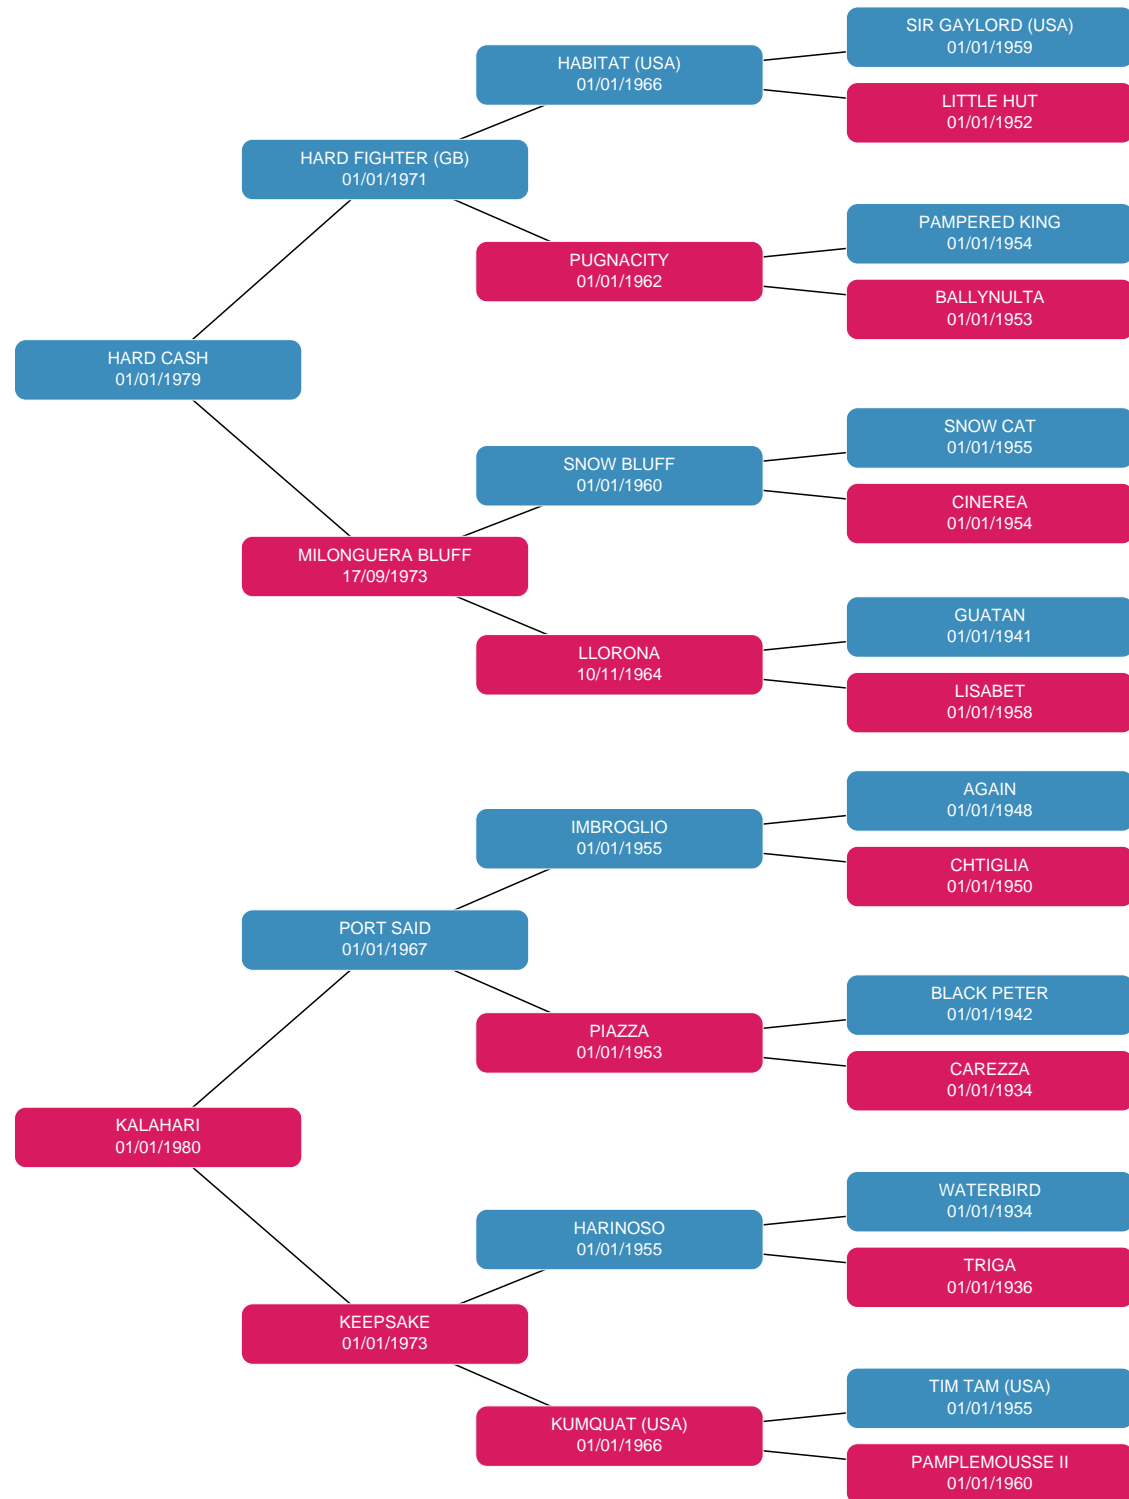 SIR GAYLORD (USA)
01/01/1959
HABITAT (USA)
01/01/1966
LITTLE HUT
01/01/1952
HARD FIGHTER (GB)
01/01/1971
PAMPERED KING
01/01/1954
PUGNACITY
01/01/1962
BALLYNULTA
01/01/1953
HARD CASH
01/01/1979
SNOW CAT
01/01/1955
SNOW BLUFF
01/01/1960
CINEREA
01/01/1954
MILONGUERA BLUFF
17/09/1973
GUATAN
01/01/1941
LLORONA
10/11/1964
LISABET
01/01/1958
AGAIN
01/01/1948
IMBROGLIO
01/01/1955
CHTIGLIA
01/01/1950
PORT SAID
01/01/1967
BLACK PETER
01/01/1942
PIAZZA
01/01/1953
CAREZZA
01/01/1934
KALAHARI
01/01/1980
WATERBIRD
01/01/1934
HARINOSO
01/01/1955
TRIGA
01/01/1936
KEEPSAKE
01/01/1973
TIM TAM (USA)
01/01/1955
KUMQUAT (USA)
01/01/1966
PAMPLEMOUSSE II
01/01/1960